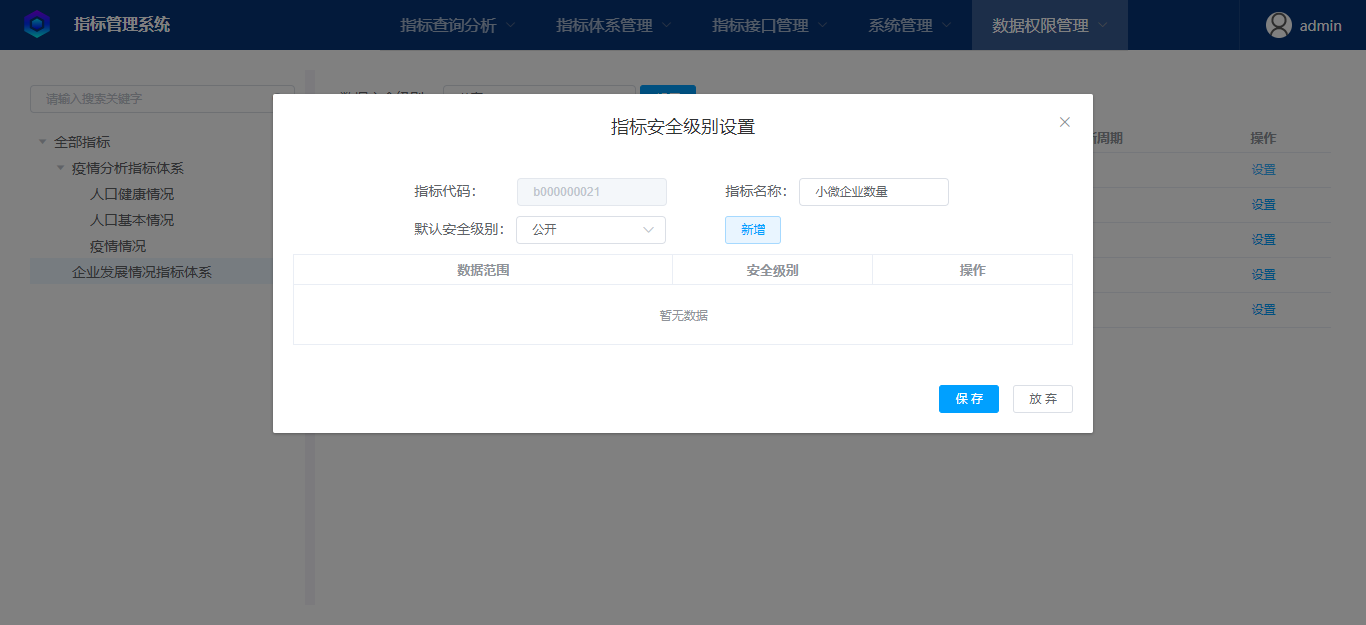 指标管理系统 指标查询分析 指标体系管理 指标接口管理 系统管理 数据权限管理 admin
请输入搜索关键字
指标安全级别设置
全部指标
周期 操作
疫情分析指标体系
设置
人口健康情况
指标代码： b000000021 指标名称： 小微企业数量
设置
人口基本情况
默认安全级别： 公开 新增
设置
疫情情况
企业发展情况指标体系
数据范围 安全级别 操作
设置
暂无数据
设置
保存 放弃